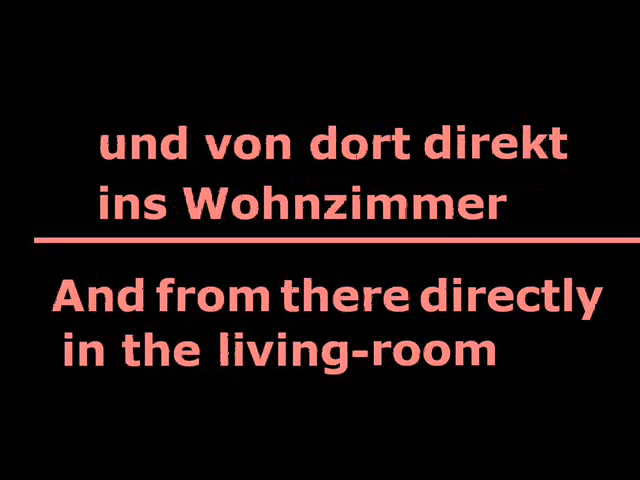 und von dort direkt
ins Wohnzimmer
And from there directly
in the living-room